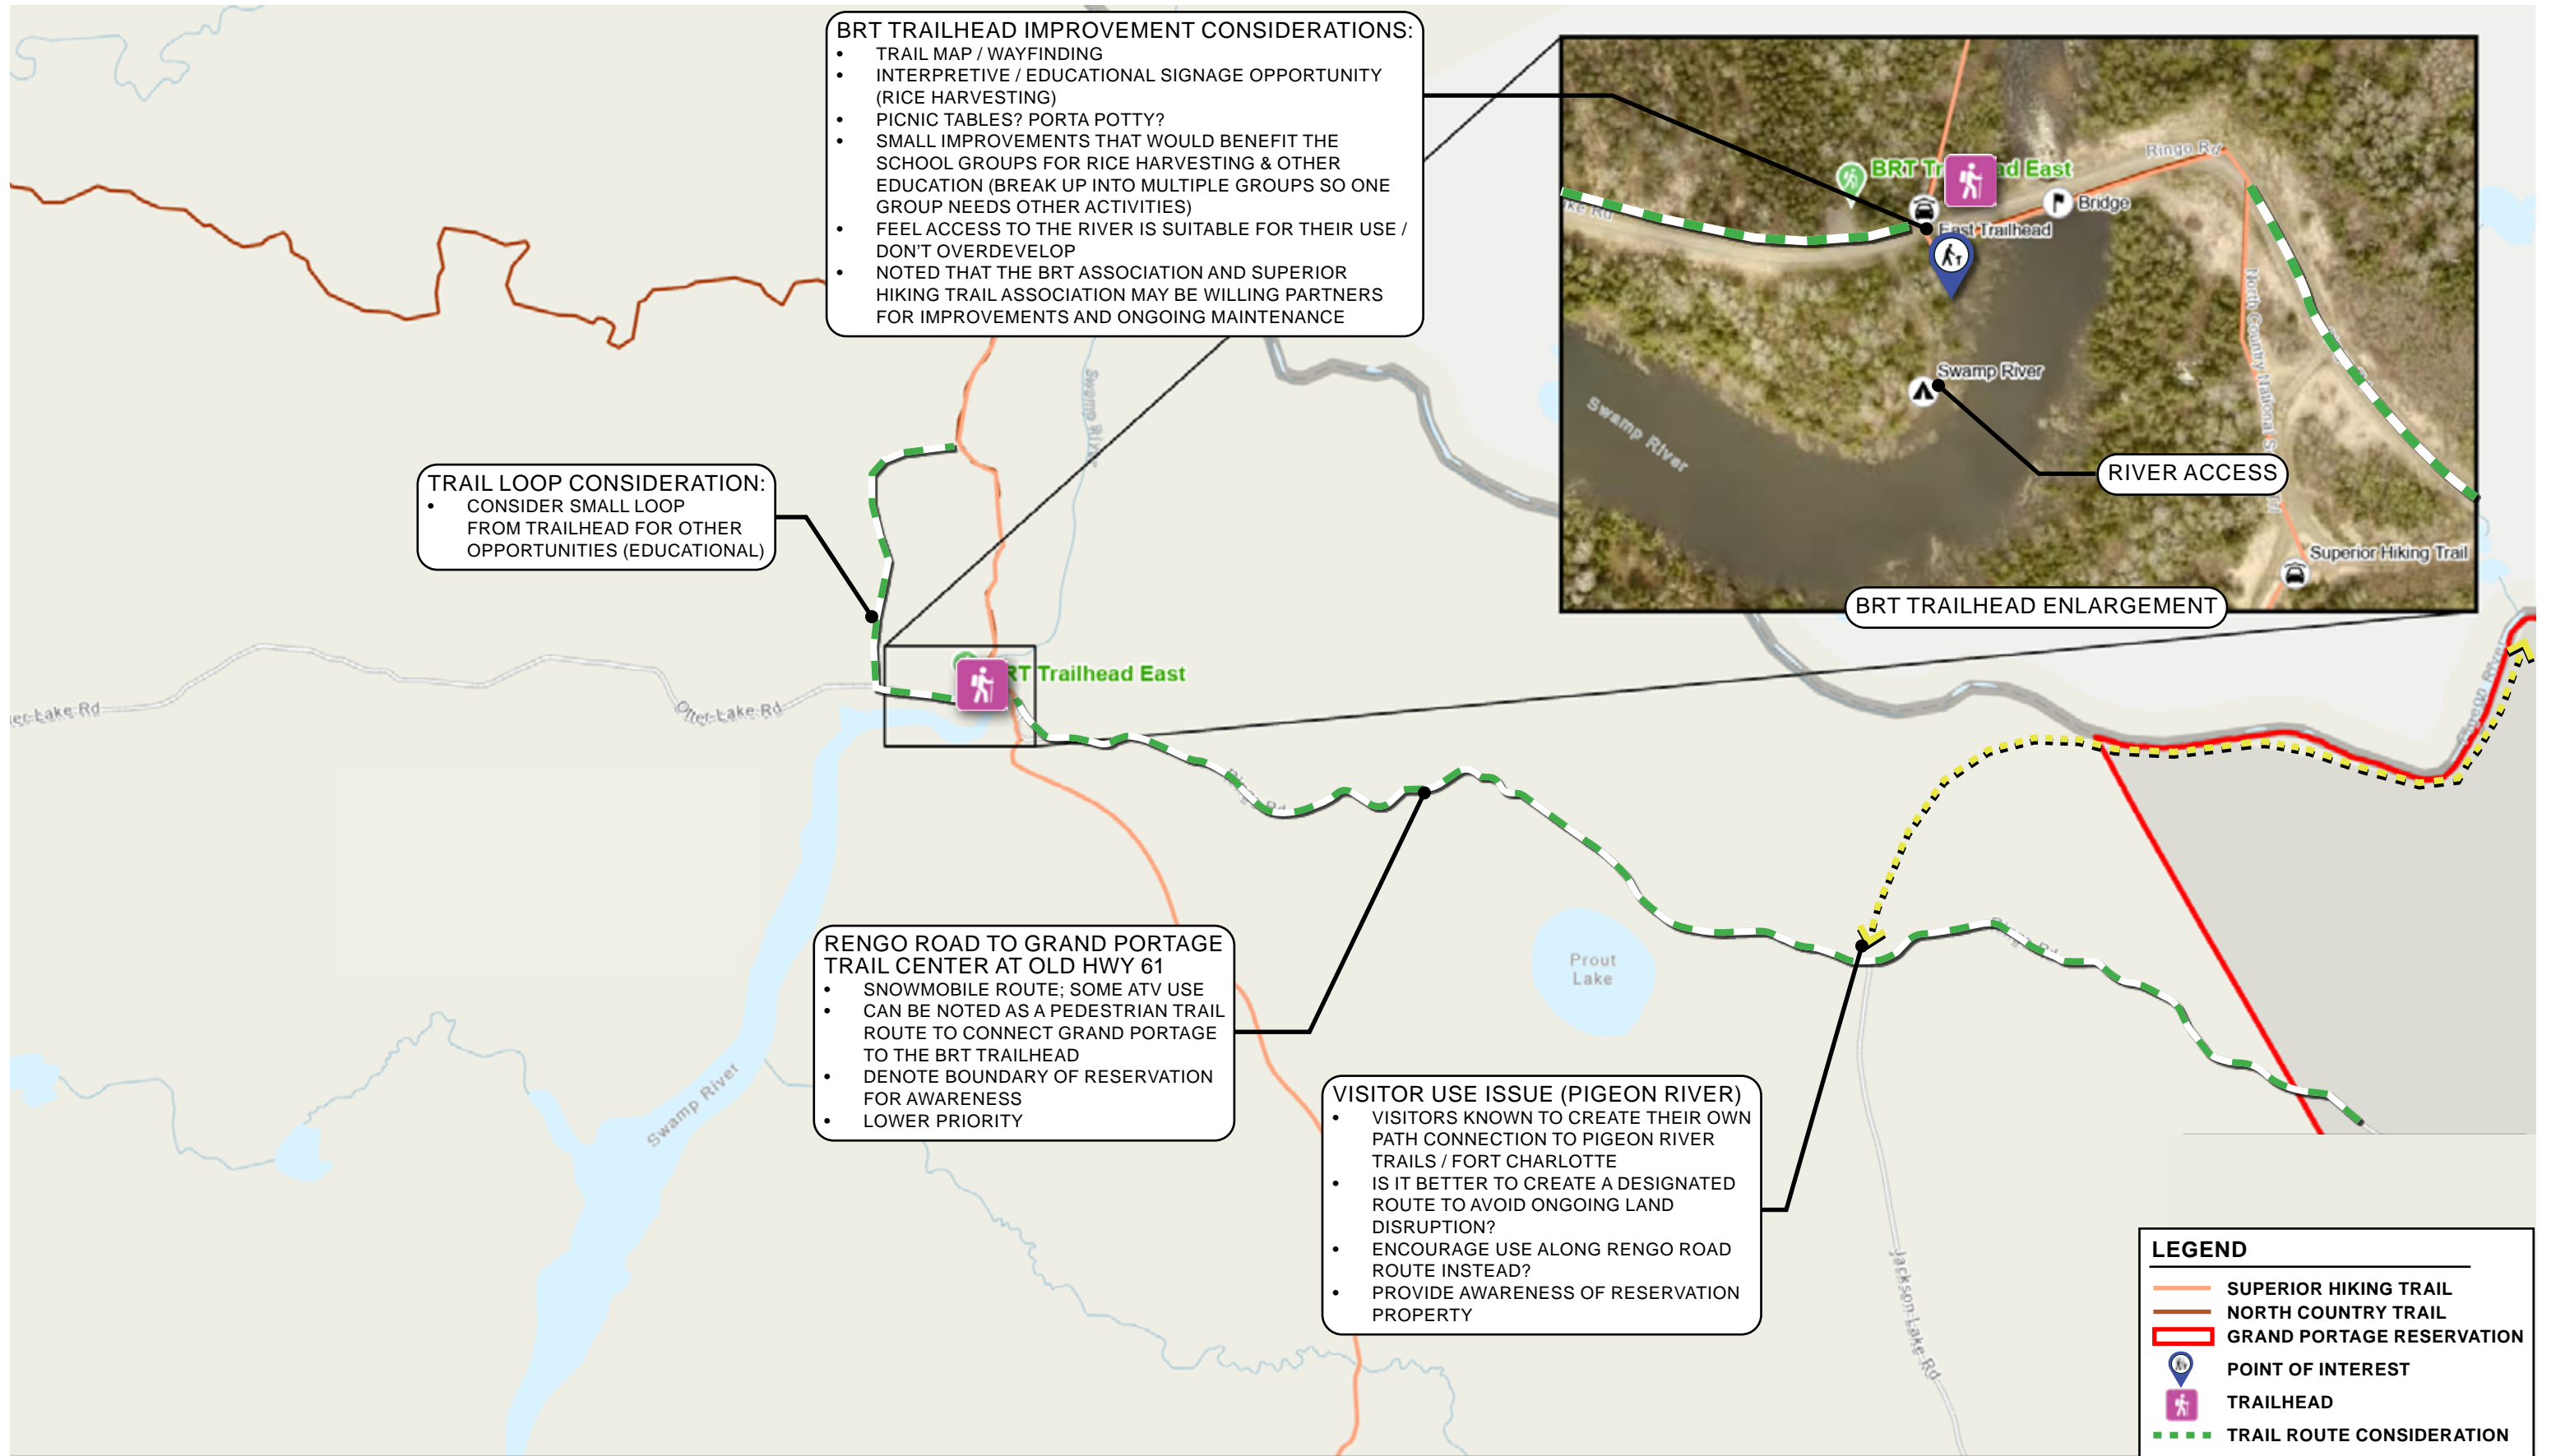 BRT TRAILHEAD IMPROVEMENT CONSIDERATIONS:
• TRAIL MAP / WAYFINDING
• INTERPRETIVE / EDUCATIONAL SIGNAGE OPPORTUNITY
(RICE HARVESTING)
• PICNIC TABLES? PORTA POTTY?
• SMALL IMPROVEMENTS THAT WOULD BENEFIT THE
SCHOOL GROUPS FOR RICE HARVESTING & OTHER
EDUCATION (BREAK UP INTO MULTIPLE GROUPS SO ONE
GROUP NEEDS OTHER ACTIVITIES)
• FEEL ACCESS TO THE RIVER IS SUITABLE FOR THEIR USE /
DON'T OVERDEVELOP
• NOTED THAT THE BRT ASSOCIATION AND SUPERIOR
HIKING TRAIL ASSOCIATION MAY BE WILLING PARTNERS
FOR IMPROVEMENTS AND ONGOING MAINTENANCE
Ringo Rd
Bridge
East Trailhead
Swamp River
Swamp River
RIVER ACCESS
Superior Hiking Trail
BRT TRAILHEAD ENLARGEMENT
Swamp River
TRAIL LOOP CONSIDERATION:
• CONSIDER SMALL LOOP
FROM TRAILHEAD FOR OTHER
OPPORTUNITIES (EDUCATIONAL)
RT Trailhead East
Otter Lake Rd
Lake Rd
Pigeon River
Prout
Lake
RENGO ROAD TO GRAND PORTAGE
TRAIL CENTER AT OLD HWY 61
• SNOWMOBILE ROUTE; SOME ATV USE
• CAN BE NOTED AS A PEDESTRIAN TRAIL
ROUTE TO CONNECT GRAND PORTAGE
TO THE BRT TRAILHEAD
• DENOTE BOUNDARY OF RESERVATION
FOR AWARENESS
• LOWER PRIORITY
Swamp River
VISITOR USE ISSUE (PIGEON RIVER)
• VISITORS KNOWN TO CREATE THEIR OWN
PATH CONNECTION TO PIGEON RIVER
TRAILS / FORT CHARLOTTE
• IS IT BETTER TO CREATE A DESIGNATED
ROUTE TO AVOID ONGOING LAND
DISRUPTION?
• ENCOURAGE USE ALONG RENGO ROAD
ROUTE INSTEAD?
• PROVIDE AWARENESS OF RESERVATION
PROPERTY
Jackson Lake Rd
LEGEND
SUPERIOR HIKING TRAIL
NORTH COUNTRY TRAIL
GRAND PORTAGE RESERVATION
POINT OF INTEREST
TRAILHEAD
TRAIL ROUTE CONSIDERATION